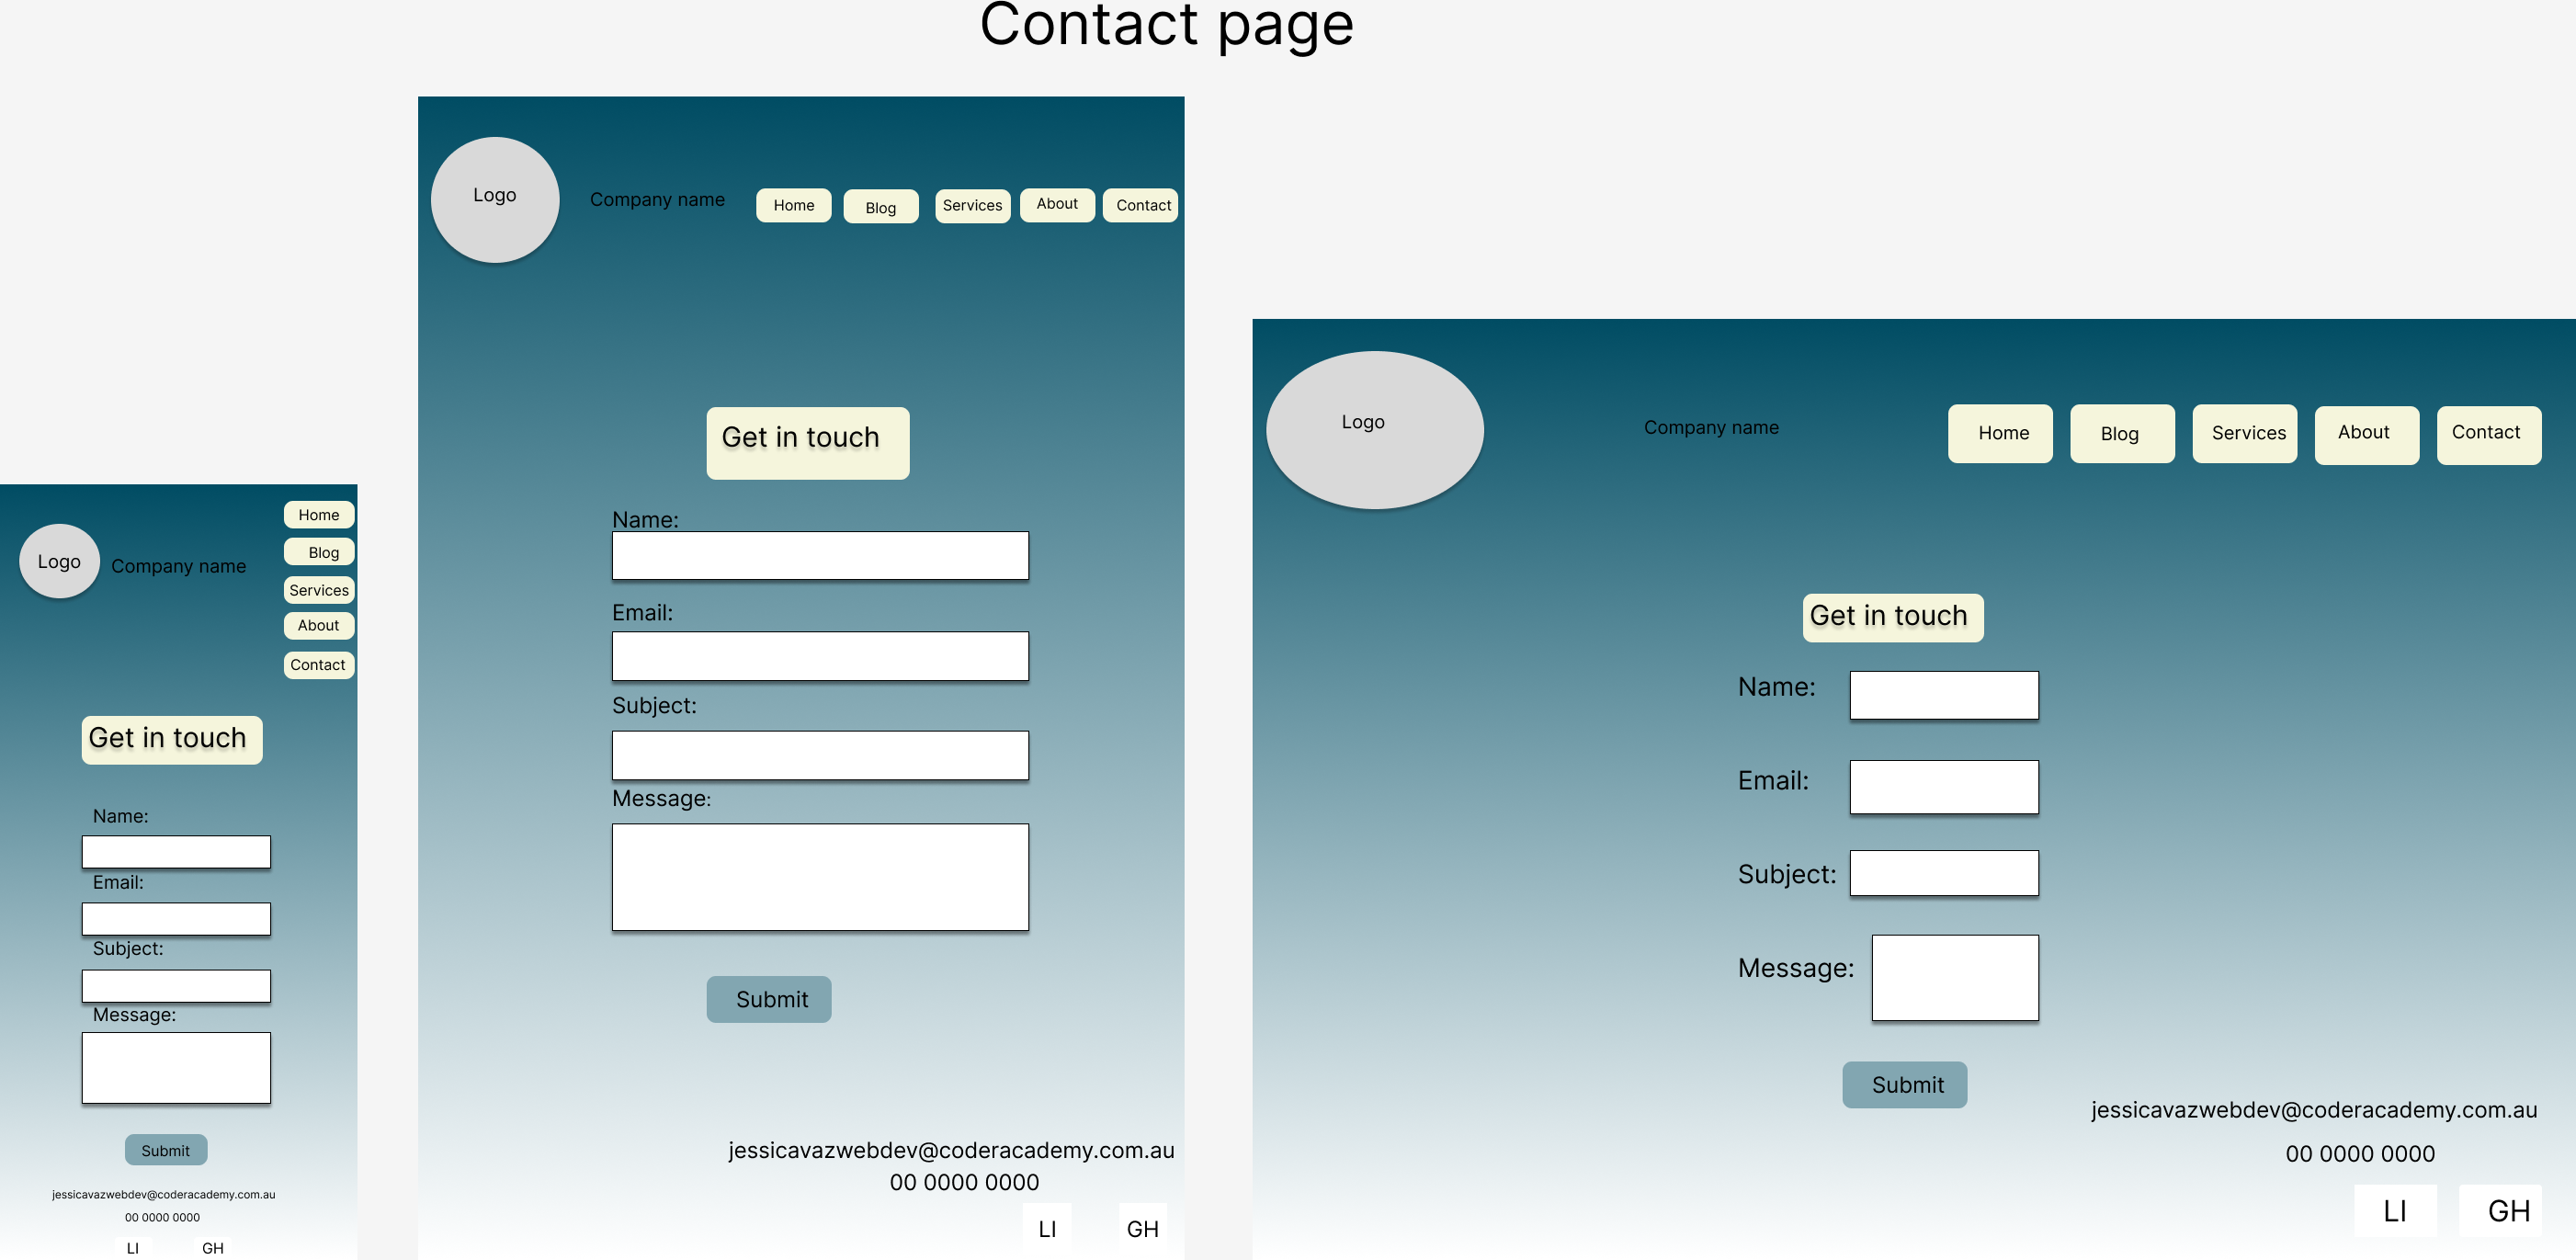 Contact page
Logo
Company name
Home
Blog
Services
About
Contact
Get in touch
Name:
Email:
Subject:
Message:
Submit
jessicavazwebdev@coderacademy.com.au
00 0000 0000
LI GH
Logo
Company name
Home Blog Services About Contact
Get in touch
Name:
Email:
Subject:
Message:
Submit
jessicavazwebdev@coderacademy.com.au
00 0000 0000
LI GH
Logo
Company name
Home Blog Services About Contact
Get in touch
Name:
Email:
Subject:
Message:
Submit
jessicavazwebdev@coderacademy.com.au
00 0000 0000
LI GH